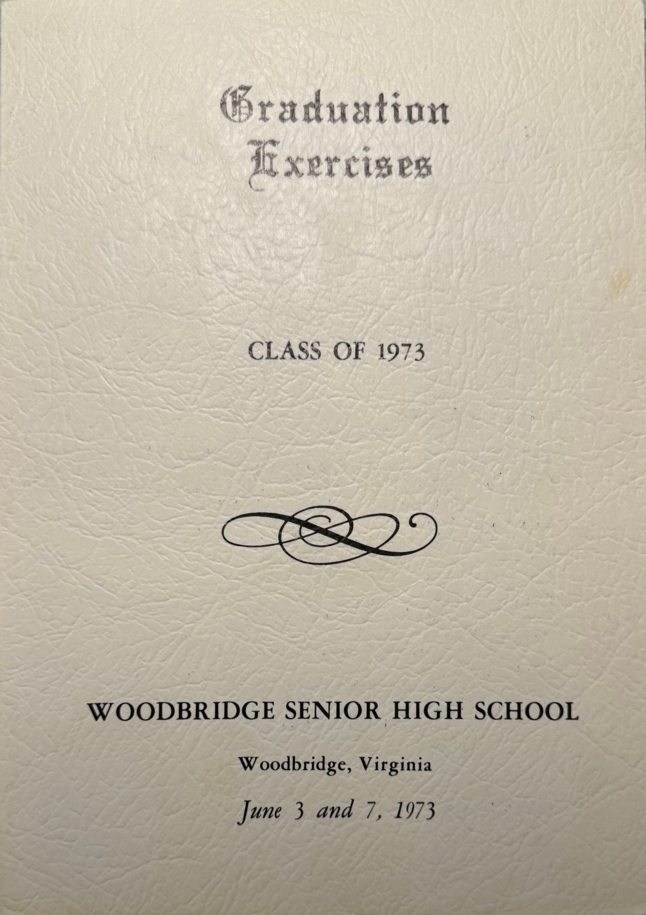 Graduation
Exercises
CLASS OF 1973
WOODBRIDGE SENIOR HIGH SCHOOL
Woodbridge, Virginia
June 3 and 7, 1973